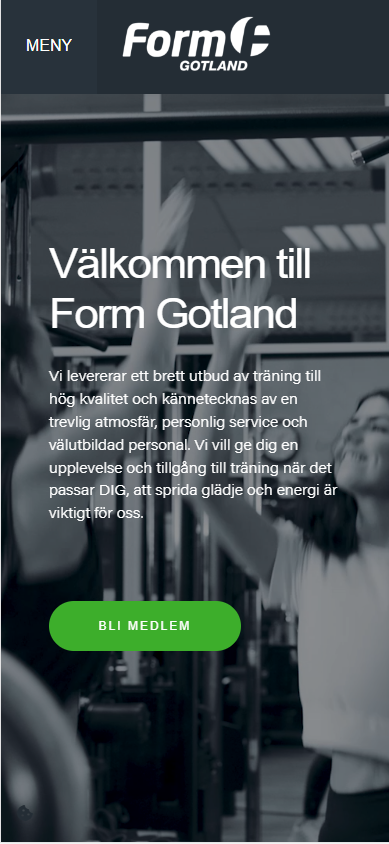 MENY
Form
GOTLAND
Välkommen till
Form Gotland
Vi levererar ett brett utbud av träning till
hög kvalitet och kännetecknas av en
trevlig atmosfär, personlig service och
välutbildad personal. Vi vill ge dig en
upplevelse och tillgång till träning när det
passar DIG, att sprida glädje och energi är
viktigt för oss.
BLI MEDLEM